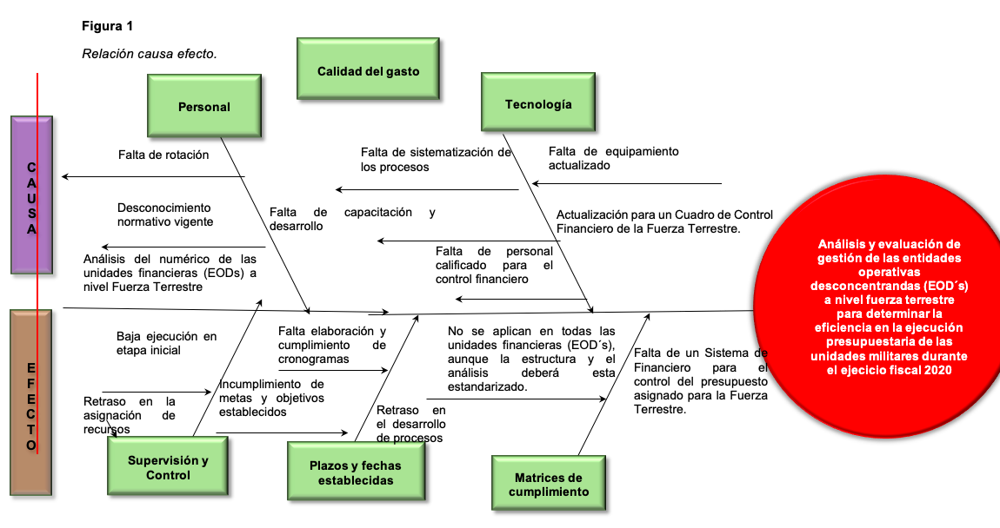 Figura 1
Relación causa efecto.
Calidad del gasto
Personal
Tecnología
CAUSA
Falta de rotación
Falta de sistematización de
los procesos
Falta de equipamiento
actualizado
Desconocimiento
normativo vigente
Falta de capacitación y
desarrollo
Actualización para un Cuadro de Control
Financiero de la Fuerza Terrestre.
Análisis del numérico de las
unidades financieras (EODs) a
nivel Fuerza Terrestre
Falta de personal
calificado para el
control financiero
Análisis y evaluación de
gestión de las entidades
operativas
desconcentrandas (EOD´s)
a nivel fuerza terrestre
para determinar la
eficiencia en la ejecución
presupuestaria de las
unidades militares durante
el ejecicio fiscal 2020
EFECTO
Baja ejecución en
etapa inicial
Falta elaboración y
cumplimiento de
cronogramas
No se aplican en todas las
unidades financieras (EOD´s),
aunque la estructura y el
análisis deberá esta
estandarizado.
Falta de un Sistema de
Financiero para el
control del presupuesto
asignado para la Fuerza
Terrestre.
Retraso en la
asignación de
recursos
Incumplimiento de
metas y objetivos
establecidos
Retraso en
el desarrollo
de procesos
Supervisión y
Control
Plazos y fechas
establecidas
Matrices de
cumplimiento